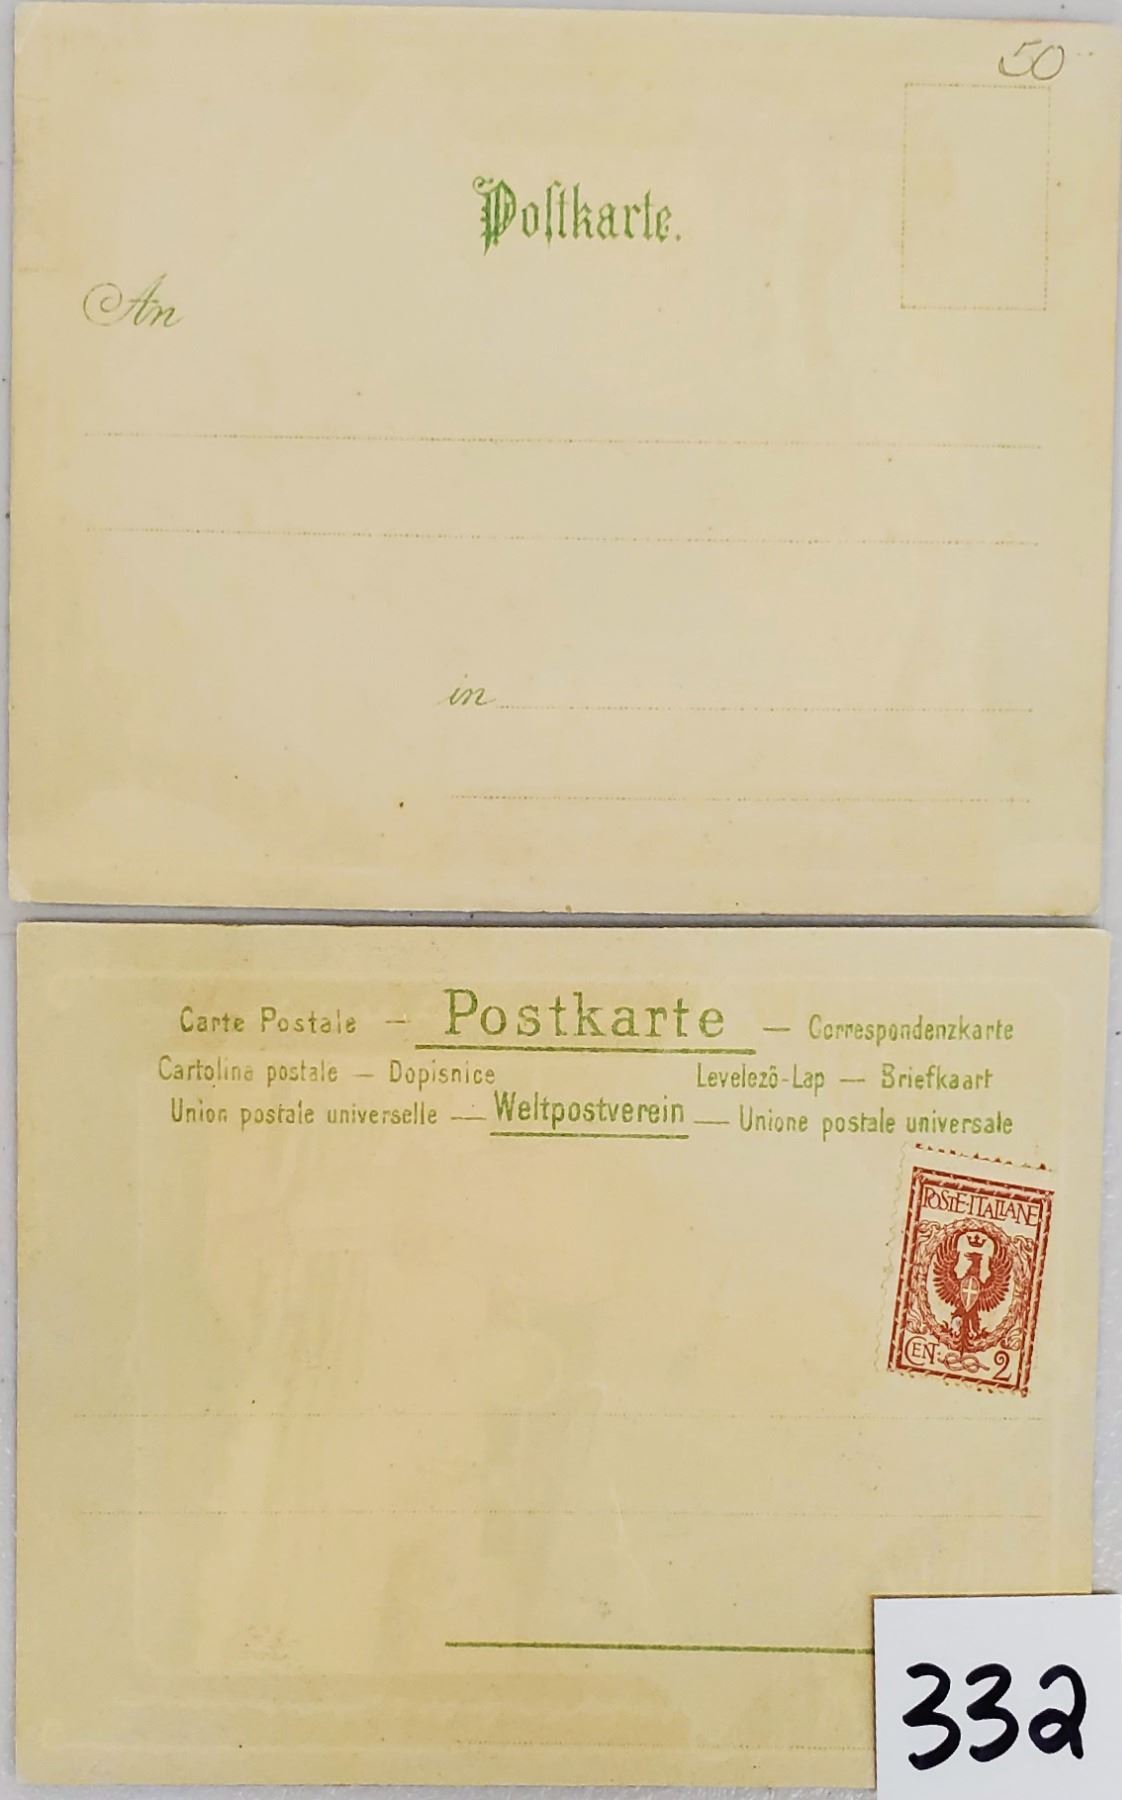 50
Poſtkarte.
An
in
Carte Postale — Postkarte — Correspondenzkarte
Cartolina postale — Dopisnice Levelezō-Lap — Briefkaart
Union postale universelle — Weltpostverein — Unione postale universale
POSTE·ITALIANE
CENT. 2
332